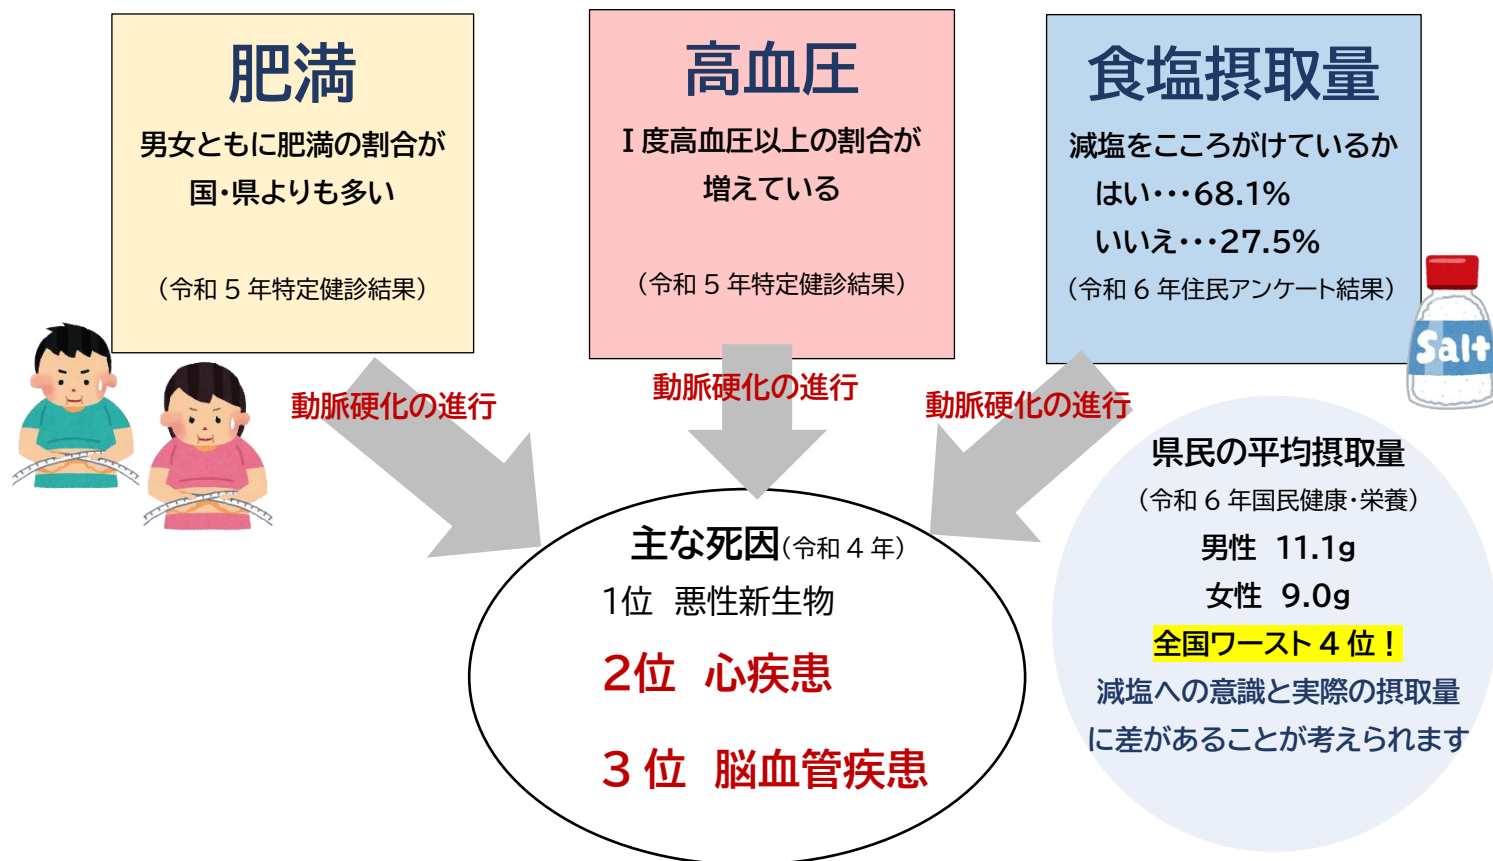 肥満
男女ともに肥満の割合が
国・県よりも多い
（令和5年特定健診結果）
高血圧
Ⅰ度高血圧以上の割合が
増えている
（令和5年特定健診結果）
食塩摂取量
減塩をこころがけているか
はい・・・68.1%
いいえ・・・27.5%
（令和6年住民アンケート結果）
Salt
動脈硬化の進行
動脈硬化の進行
動脈硬化の進行
主な死因（令和4年）
1位 悪性新生物
2位 心疾患
3位 脳血管疾患
県民の平均摂取量
（令和6年国民健康・栄養）
男性 11.1g
女性 9.0g
全国ワースト4位！
減塩への意識と実際の摂取量
に差があることが考えられます